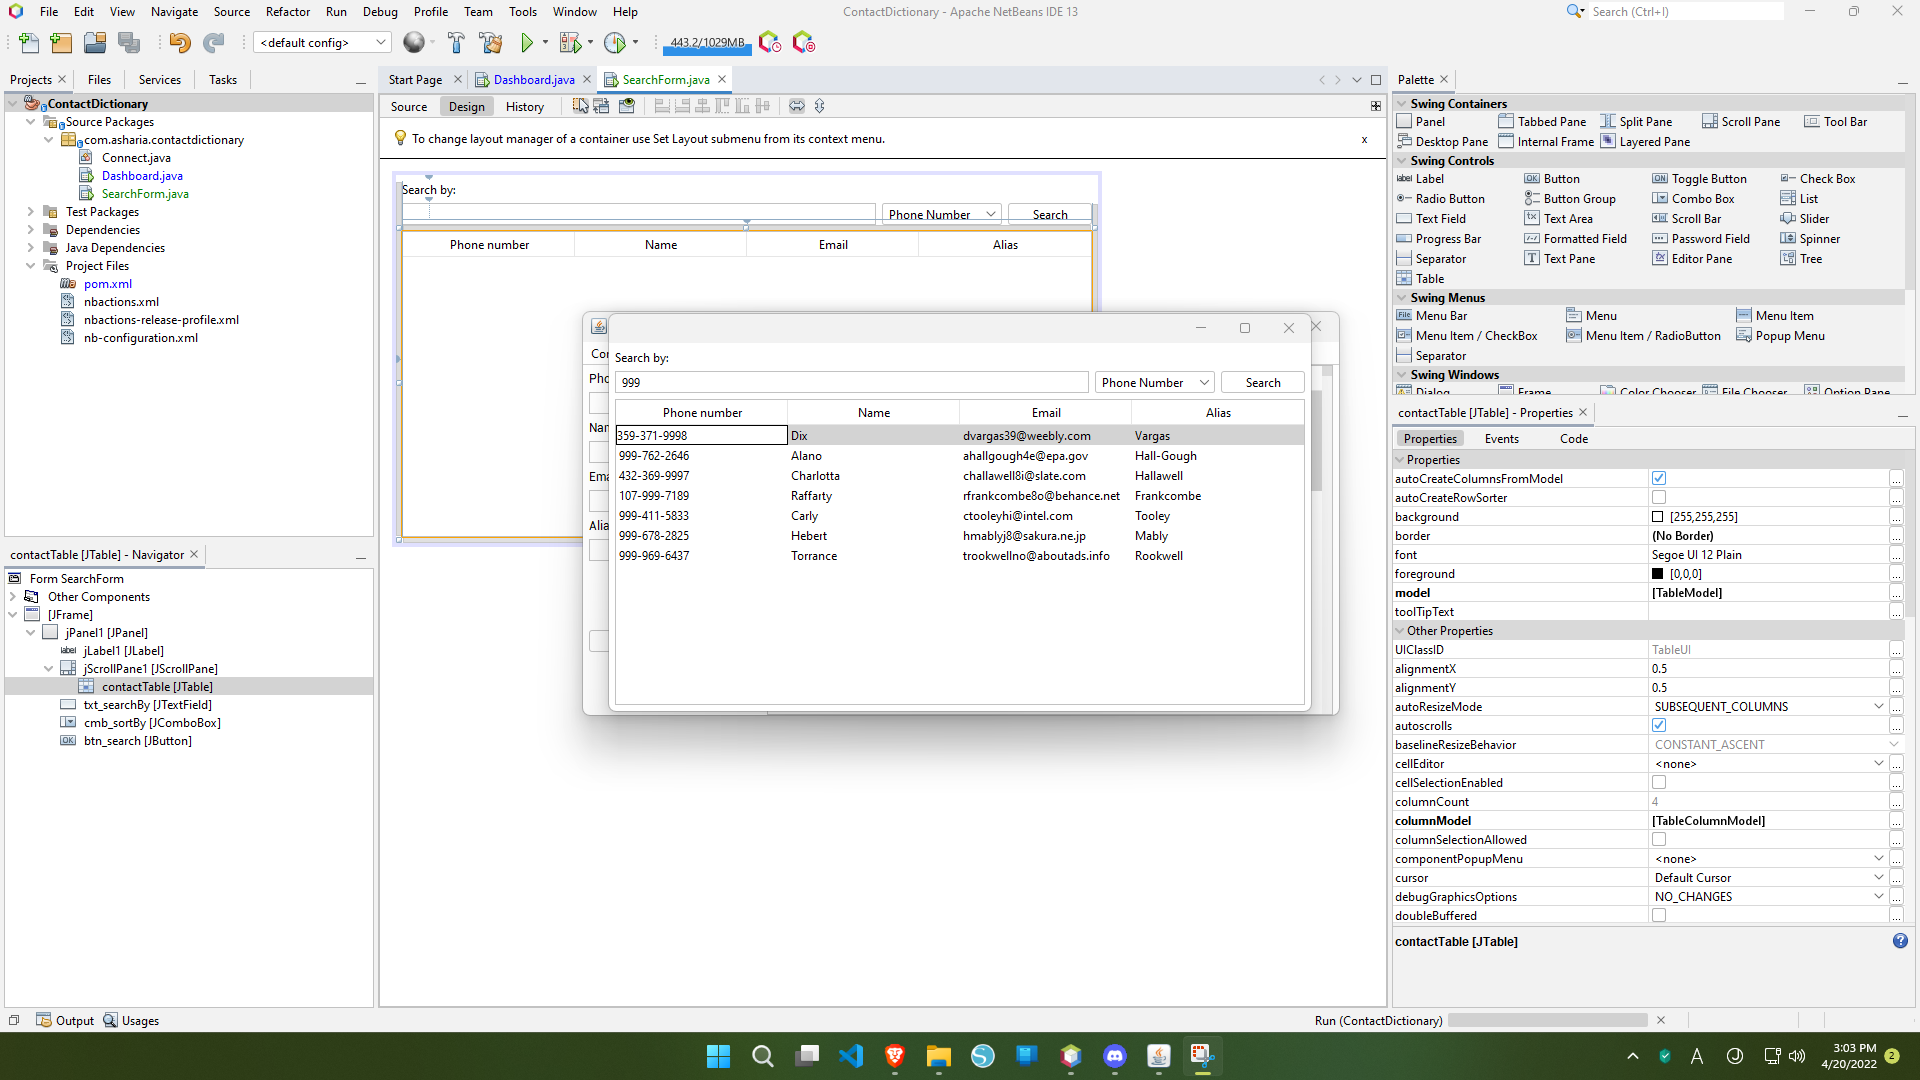 File Edit View Navigate Source Refactor Run Debug Profile Team Tools Window Help
ContactDictionary - Apache NetBeans IDE 13
Search (Ctrl+I)
<default config>
443.2/1029MB
Projects Files Services Tasks
ContactDictionary
Source Packages
com.asharia.contactdictionary
Connect.java
Dashboard.java
SearchForm.java
Test Packages
Dependencies
Java Dependencies
Project Files
pom.xml
nbactions.xml
nbactions-release-profile.xml
nb-configuration.xml
contactTable [JTable] - Navigator
Form SearchForm
Other Components
[JFrame]
jPanel1 [JPanel]
jLabel1 [JLabel]
jScrollPane1 [JScrollPane]
contactTable [JTable]
txt_searchBy [JTextField]
cmb_sortBy [JComboBox]
btn_search [JButton]
Start Page Dashboard.java SearchForm.java
Source Design History
To change layout manager of a container use Set Layout submenu from its context menu.
x
Search by:
Phone Number Search
Phone number Name Email Alias
Search by:
999 Phone Number Search
Phone number Name Email Alias
359-371-9998 Dix dvargas39@weebly.com Vargas
999-762-2646 Alano ahallgough4e@epa.gov Hall-Gough
432-369-9997 Charlotta challawell8i@slate.com Hallawell
107-999-7189 Raffarty rfrankcombe8o@behance.net Frankcombe
999-411-5833 Carly ctooleyhi@intel.com Tooley
999-678-2825 Hebert hmablyj8@sakura.ne.jp Mably
999-969-6437 Torrance trookwellno@aboutads.info Rookwell
Co
Pho
Nan
Ema
Alia
Palette
Swing Containers
Panel Tabbed Pane Split Pane Scroll Pane Tool Bar
Desktop Pane Internal Frame Layered Pane
Swing Controls
Label Button Toggle Button Check Box
Radio Button Button Group Combo Box List
Text Field Text Area Scroll Bar Slider
Progress Bar Formatted Field Password Field Spinner
Separator Text Pane Editor Pane Tree
Table
Swing Menus
Menu Bar Menu Menu Item
Menu Item / CheckBox Menu Item / RadioButton Popup Menu
Separator
Swing Windows
Dialog Frame Color Chooser File Chooser Option Pane
contactTable [JTable] - Properties
Properties Events Code
Properties
autoCreateColumnsFromModel
autoCreateRowSorter
background [255,255,255]
border (No Border)
font Segoe UI 12 Plain
foreground [0,0,0]
model [TableModel]
toolTipText
Other Properties
UIClassID TableUI
alignmentX 0.5
alignmentY 0.5
autoResizeMode SUBSEQUENT_COLUMNS
autoscrolls
baselineResizeBehavior CONSTANT_ASCENT
cellEditor <none>
cellSelectionEnabled
columnCount 4
columnModel [TableColumnModel]
columnSelectionAllowed
componentPopupMenu <none>
cursor Default Cursor
debugGraphicsOptions NO_CHANGES
doubleBuffered
contactTable [JTable]
Output Usages
Run (ContactDictionary)
3:03 PM
4/20/2022
2